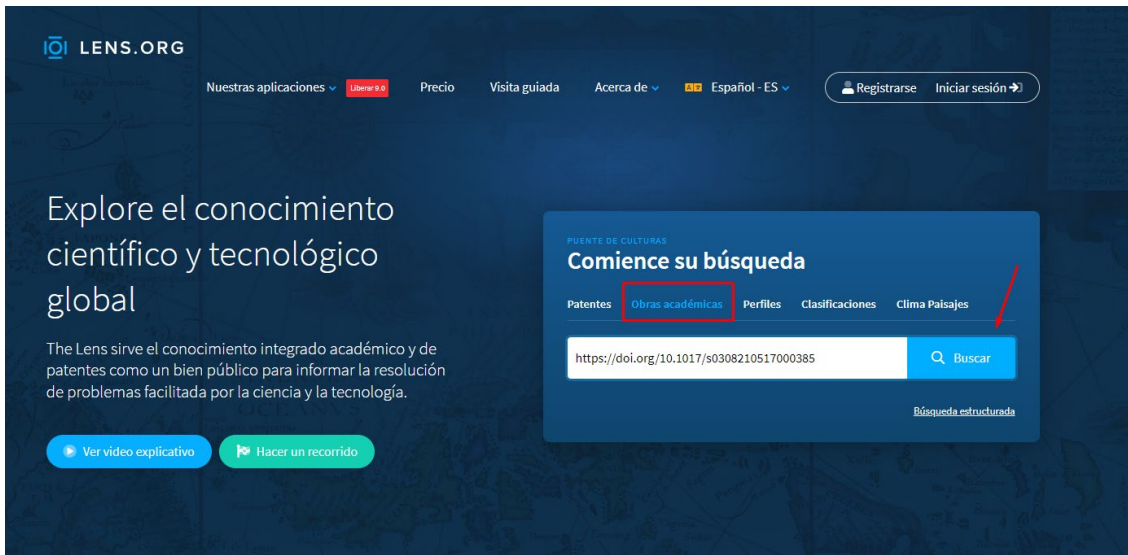 LENS.ORG
Nuestras aplicaciones Liberar 9.0 Precio Visita guiada Acerca de Español - ES Registrarse Iniciar sesión
Explore el conocimiento
científico y tecnológico
global
The Lens sirve el conocimiento integrado académico y de
patentes como un bien público para informar la resolución
de problemas facilitada por la ciencia y la tecnología.
Ver video explicativo Hacer un recorrido
PUENTE DE CULTURAS
Comience su búsqueda
Patentes Obras académicas Perfiles Clasificaciones Clima Paisajes
https://doi.org/10.1017/s0308210517000385 Buscar
Búsqueda estructurada